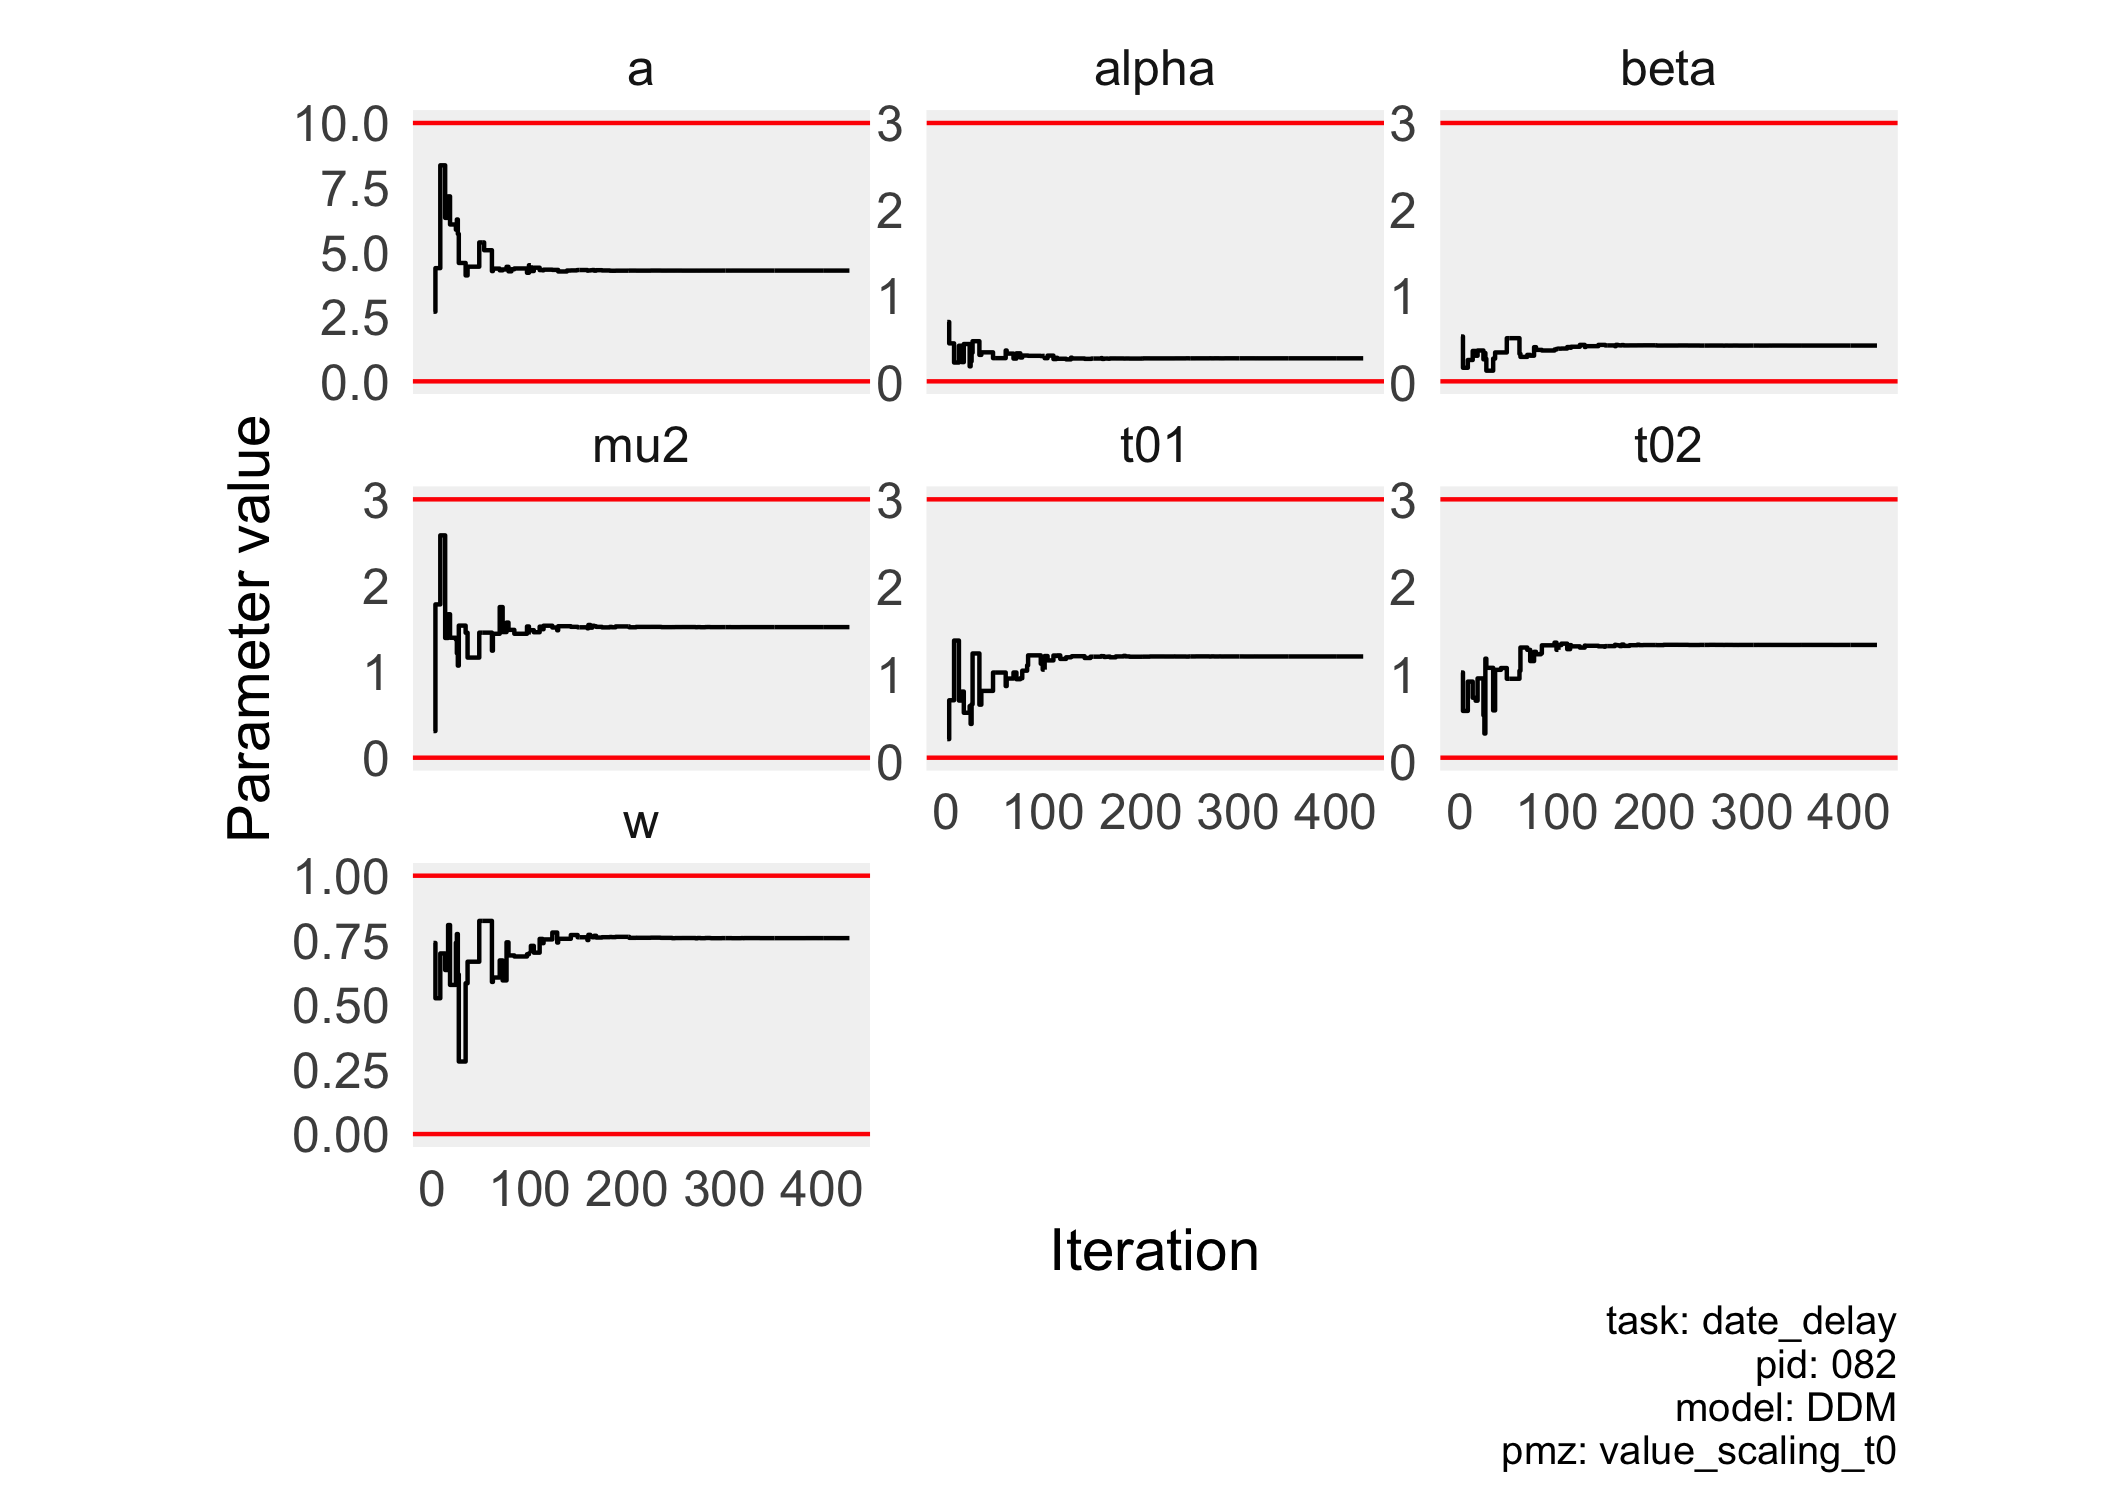 a
alpha
beta
10.0
7.5
5.0
2.5
0.0
3
2
1
0
3
2
1
0
mu2
t01
t02
3
2
1
0
3
2
1
0
3
2
1
0
0 100 200 300 400
0 100 200 300 400
w
1.00
0.75
0.50
0.25
0.00
0 100 200 300 400
Parameter value
Iteration
task: date_delay
pid: 082
model: DDM
pmz: value_scaling_t0